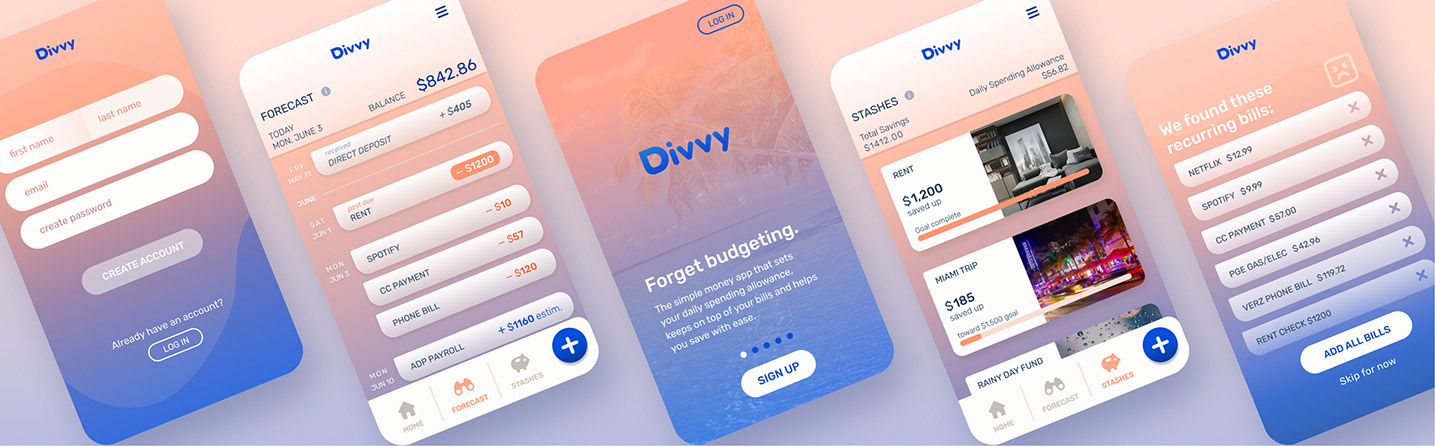 Divvy
first name
last name
email
create password
CREATE ACCOUNT
Already have an account?
LOG IN
Divvy
FORECAST i
BALANCE $842.86
TODAY
MON, JUNE 3
FRI
MAY 31
received
DIRECT DEPOSIT + $405
JUNE
SAT
JUN 1
past due
RENT – $1200
MON
JUN 3
SPOTIFY – $10
CC PAYMENT – $57
PHONE BILL – $120
MON
JUN 10
ADP PAYROLL + $1160 estim.
HOME
FORECAST
STASHES
LOG IN
Divvy
Forget budgeting.
The simple money app that sets
your daily spending allowance,
keeps on top of your bills and helps
you save with ease.
SIGN UP
Divvy
STASHES i
Total Savings
$1412.00
Daily Spending Allowance
$56.82
RENT
$1,200
saved up
Goal complete
MIAMI TRIP
$185
saved up
toward $1,500 goal
RAINY DAY FUND
HOME
FORECAST
STASHES
Divvy
We found these
recurring bills:
NETFLIX $12.99
SPOTIFY $9.99
CC PAYMENT $57.00
PGE GAS/ELEC $42.96
VERZ PHONE BILL $119.72
RENT CHECK $1200
ADD ALL BILLS
Skip for now